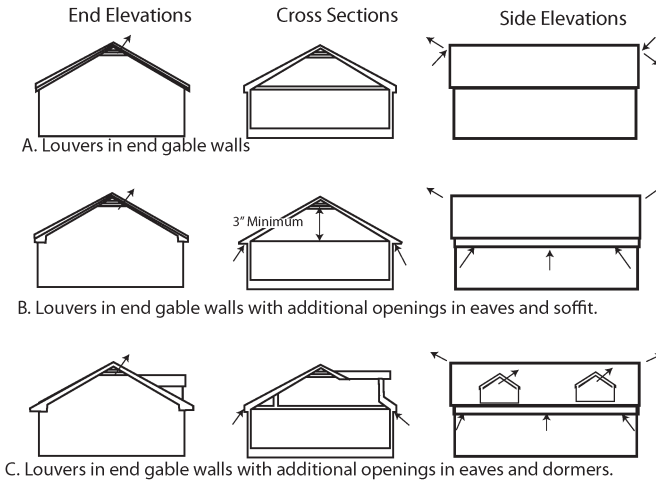 End Elevations
Cross Sections
Side Elevations
A. Louvers in end gable walls
3" Minimum
B. Louvers in end gable walls with additional openings in eaves and soffit.
C. Louvers in end gable walls with additional openings in eaves and dormers.